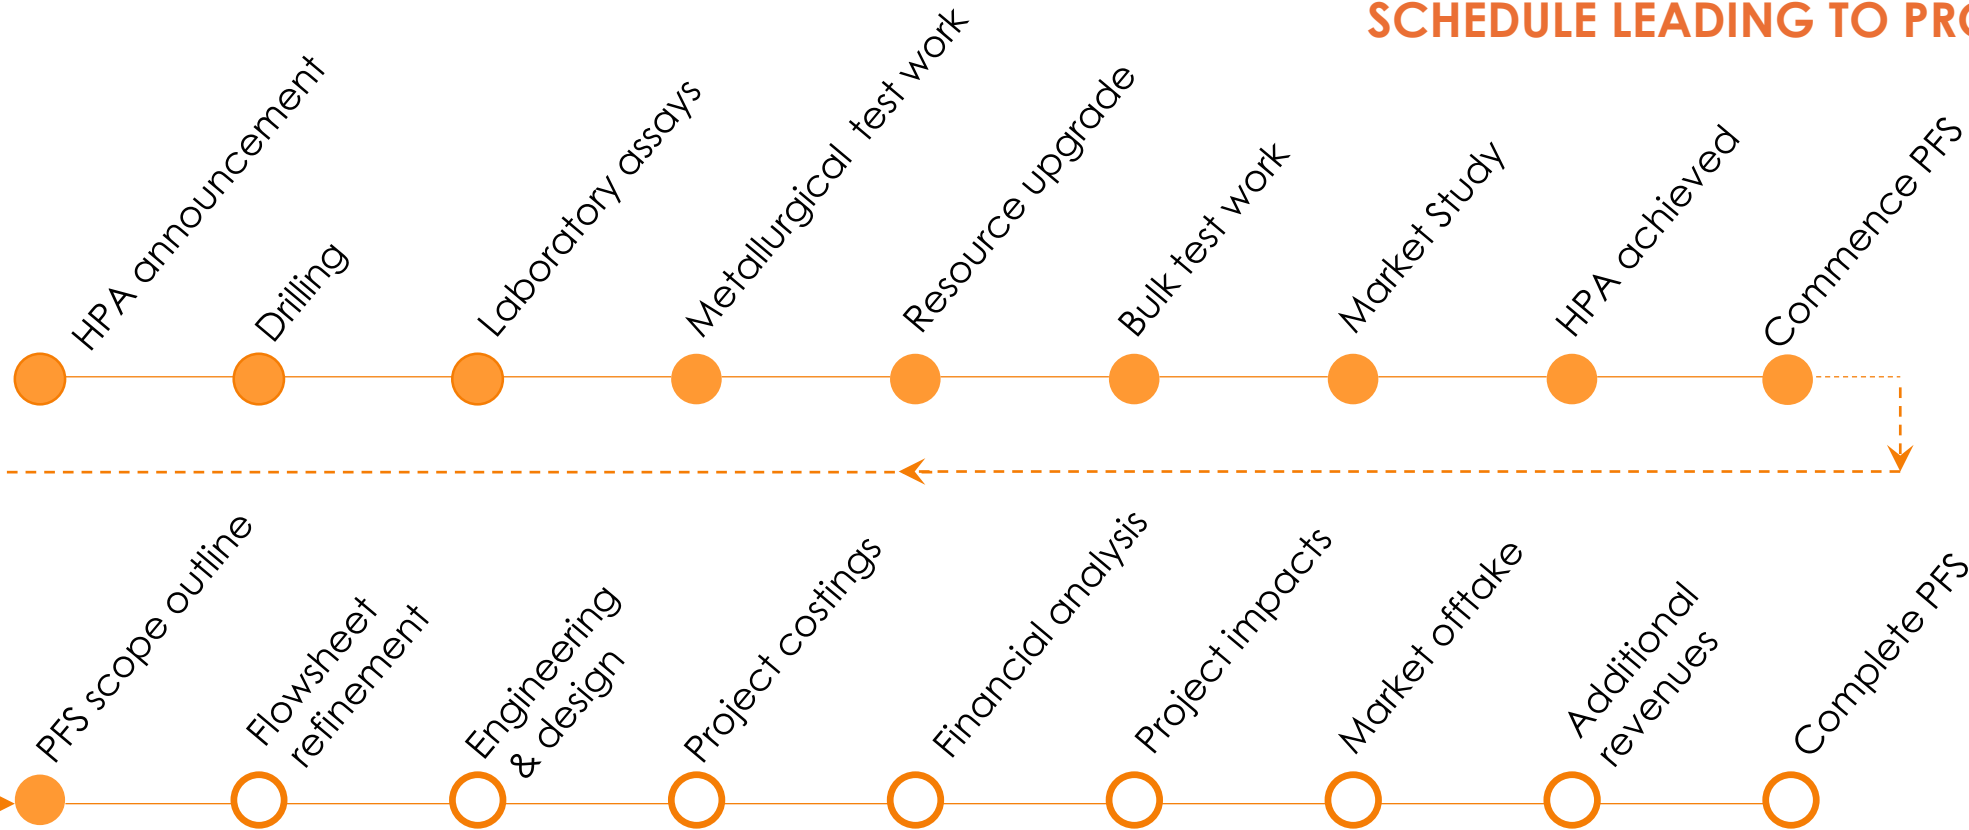 SCHEDULE LEADING TO
HPA announcement
Drilling
Laboratory assays
Metallurgical test work
Resource upgrade
Bulk test work
Market Study
HPA achieved
Commence PFS
PFS scope outline
Flowsheet
refinement
Engineering
& design
Project costings
Financial analysis
Project impacts
Market offtake
Additional
revenues
Complete PFS